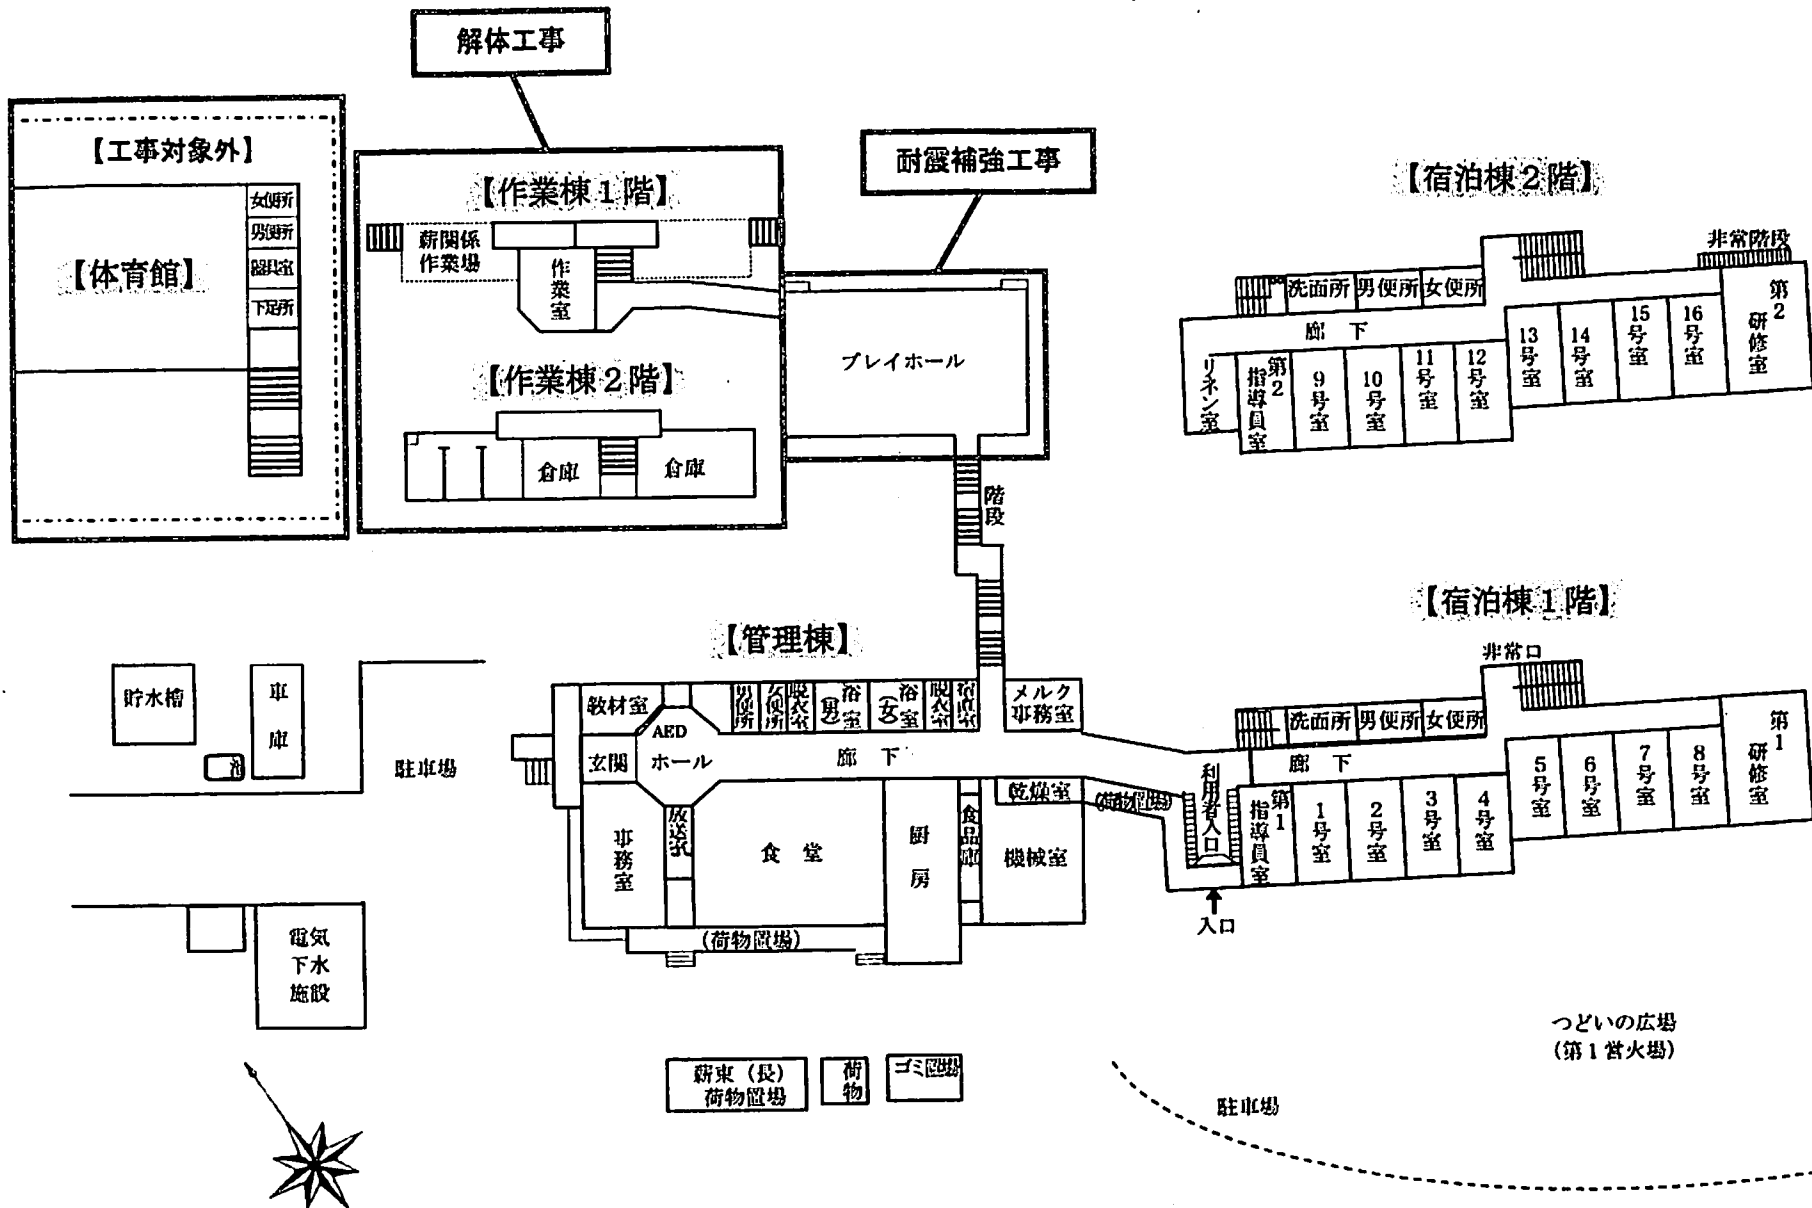 解体工事
耐震補強工事
【工事対象外】
女便所
男便所
器具室
下足所
【体育館】
【作業棟1階】
薪関係
作業場
作業室
【作業棟2階】
倉庫
倉庫
プレイホール
階段
【宿泊棟2階】
非常階段
洗面所
男便所
女便所
廊 下
リネン室
第2
指導員室
9号室
10号室
11号室
12号室
13号室
14号室
15号室
16号室
第2
研修室
【管理棟】
教材室
男便所
女便所
脱衣室
浴室
(男)
浴室
(女)
脱衣室
宿直室
メルク
事務室
AED
玄関
ホール
廊 下
事務室
放送室
食 堂
厨房
食品庫
乾燥室
機械室
(荷物置場)
(荷物置場)
【宿泊棟1階】
非常口
洗面所
男便所
女便所
廊 下
利用者入口
入口
第1
指導員室
1号室
2号室
3号室
4号室
5号室
6号室
7号室
8号室
第1
研修室
貯水槽
車庫
駐車場
電気
下水
施設
薪束(長)
荷物置場
荷物
ゴミ置場
つどいの広場
(第1営火場)
駐車場